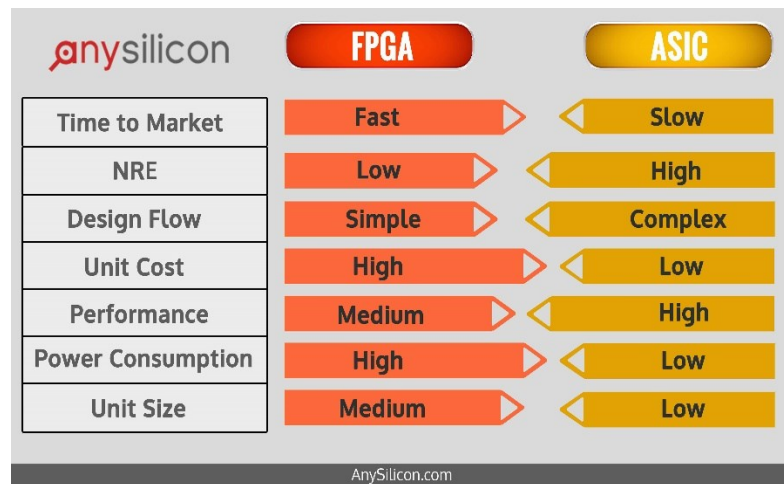 anysilicon FPGA ASIC
Time to Market Fast Slow
NRE Low High
Design Flow Simple Complex
Unit Cost High Low
Performance Medium High
Power Consumption High Low
Unit Size Medium Low
AnySilicon.com